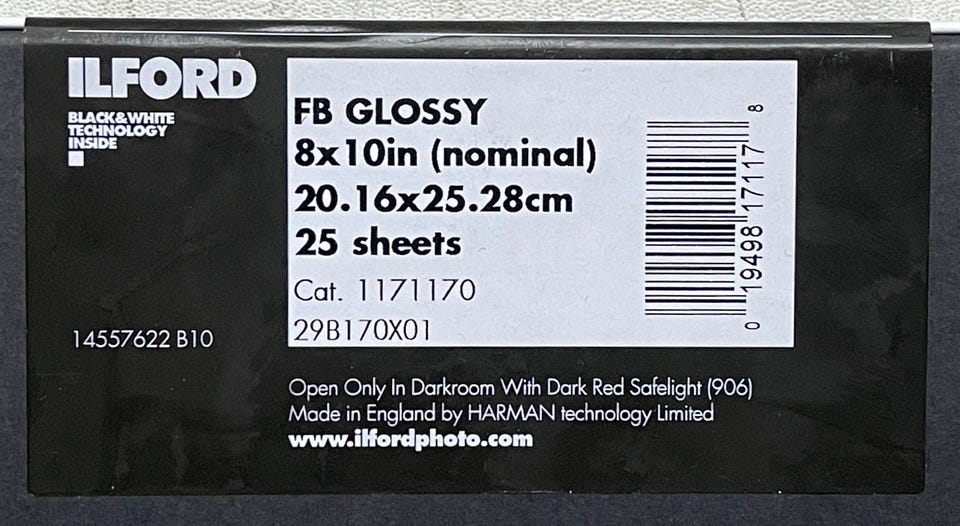 ILFORD
BLACK&WHITE
TECHNOLOGY
INSIDE
14557622 B10
FB GLOSSY
8x10in (nominal)
20.16x25.28cm
25 sheets
Cat. 1171170
29B170X01
0 19498 17117 8
Open Only In Darkroom With Dark Red Safelight (906)
Made in England by HARMAN technology Limited
www.ilfordphoto.com